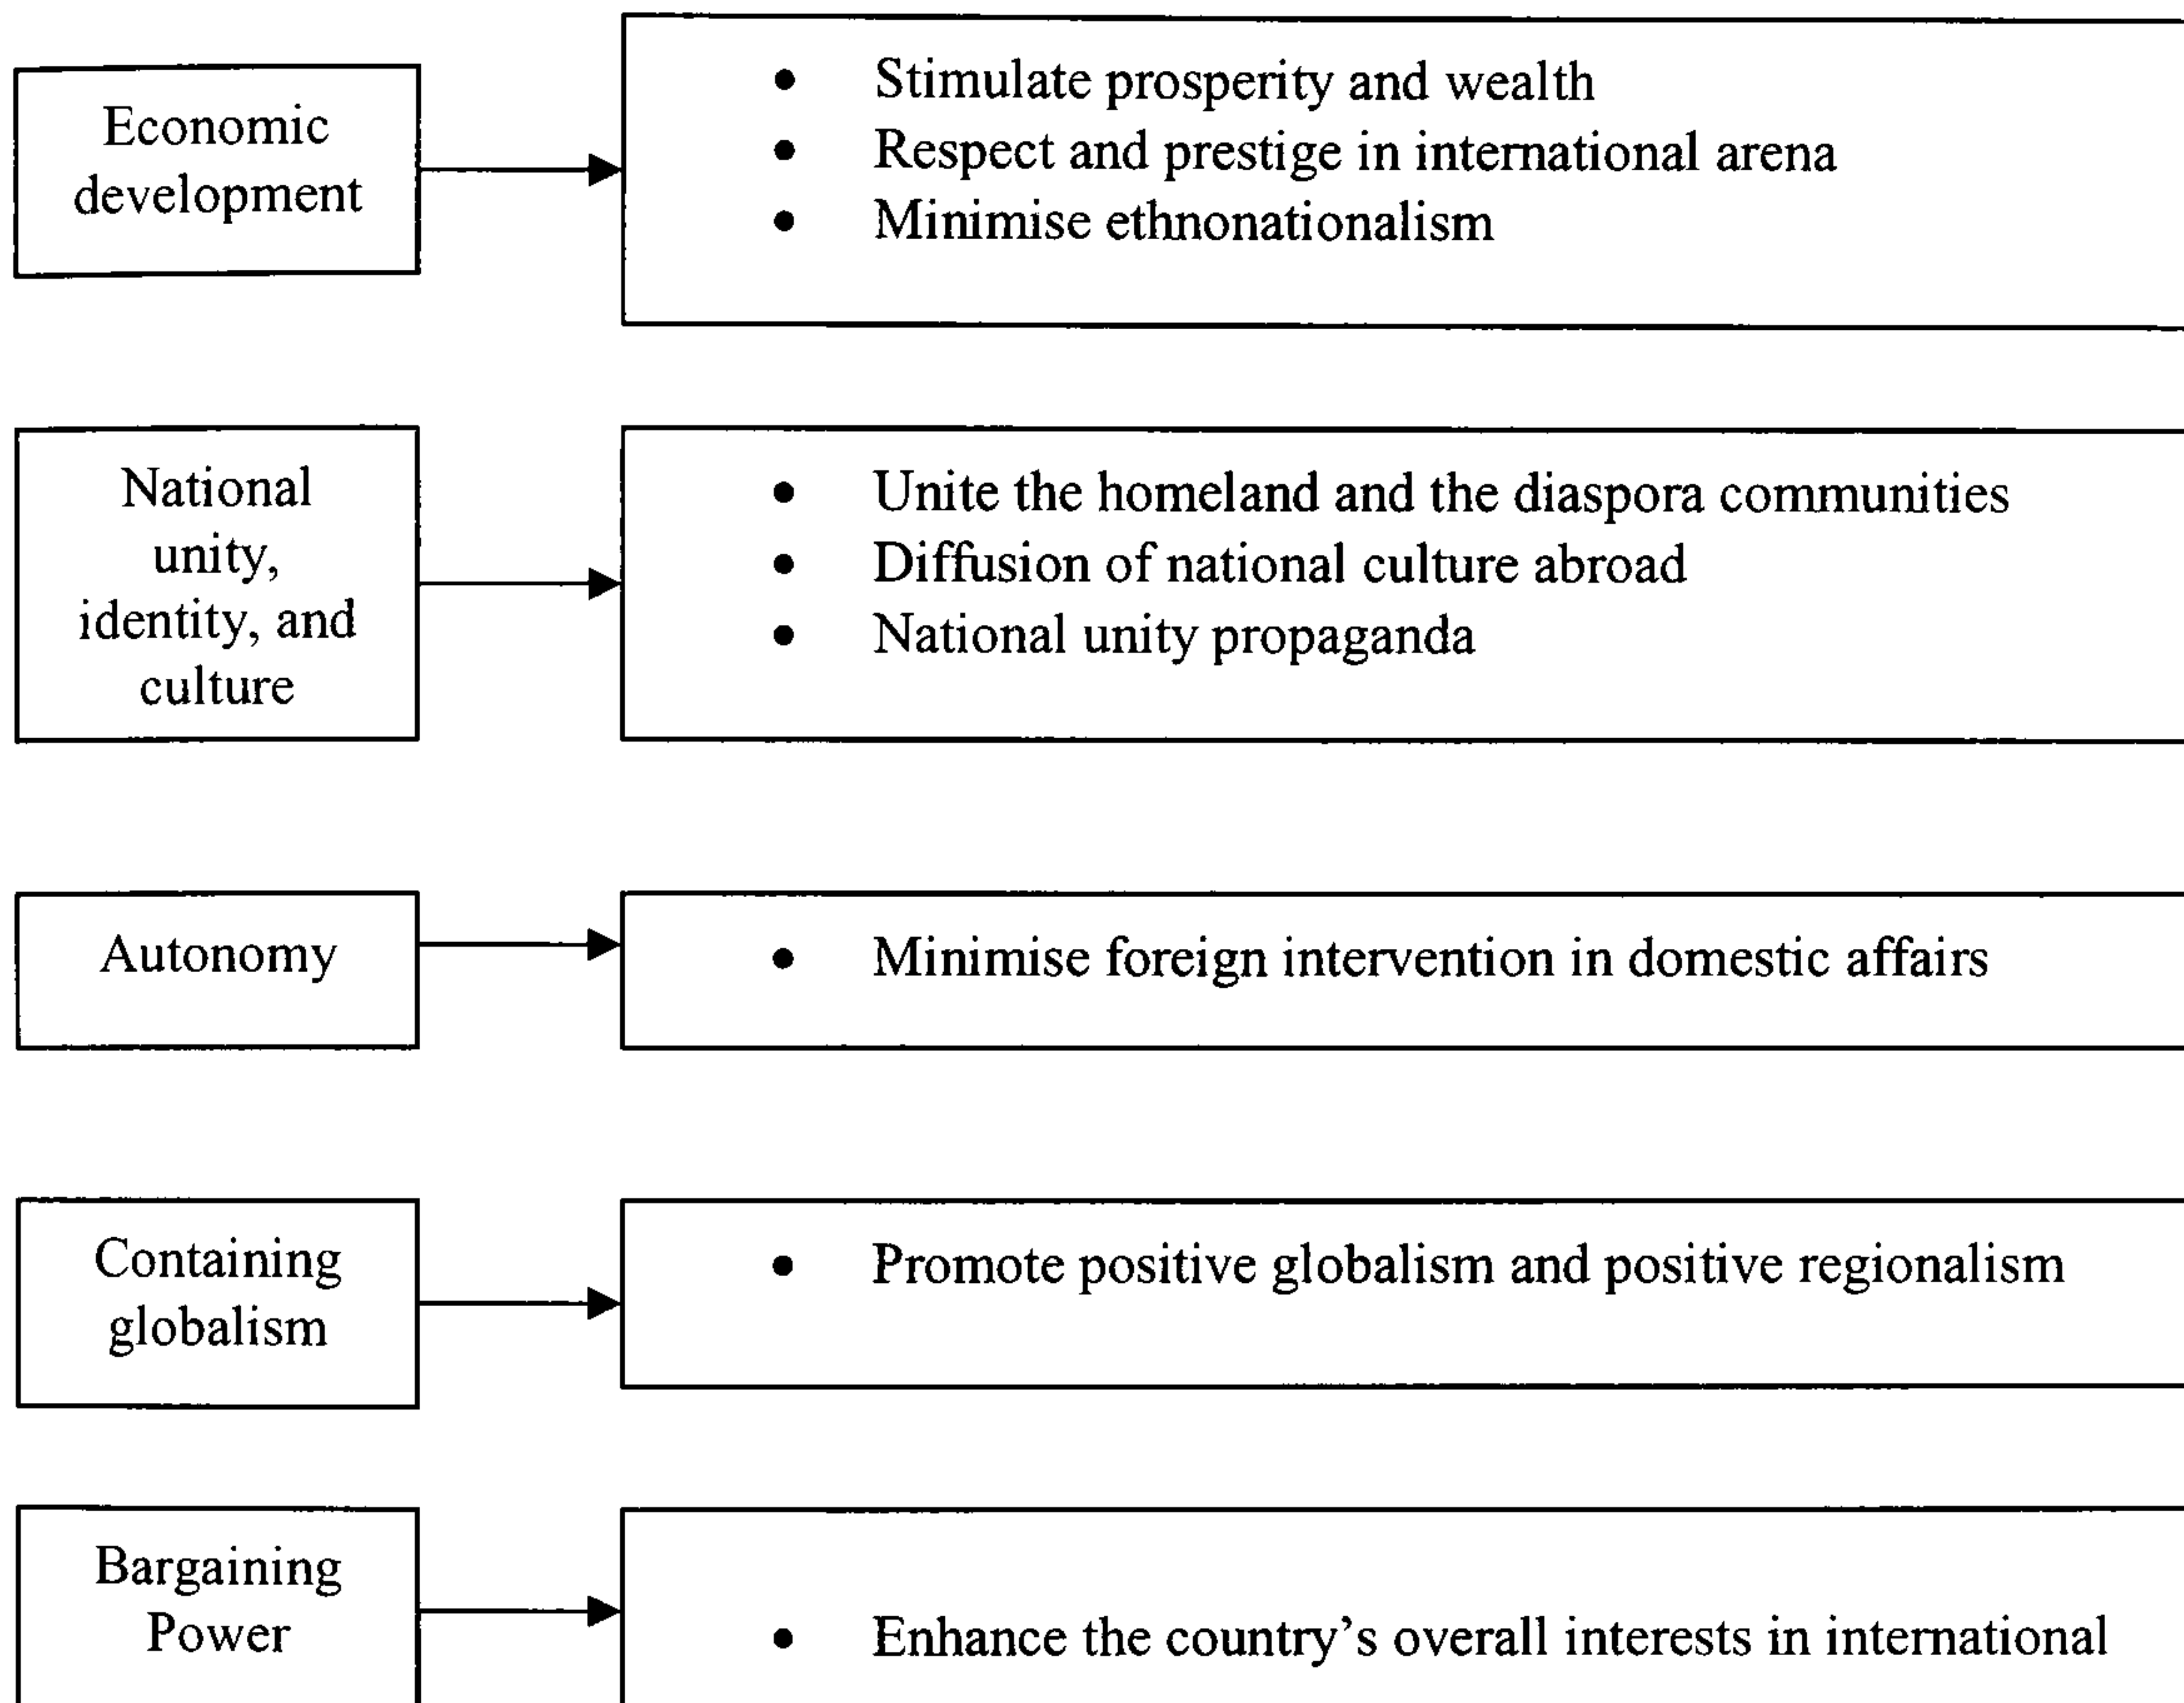 Economic
development
• Stimulate prosperity and wealth
• Respect and prestige in international arena
• Minimise ethnonationalism
National
unity,
identity, and
culture
• Unite the homeland and the diaspora communities
• Diffusion of national culture abroad
• National unity propaganda
Autonomy
• Minimise foreign intervention in domestic affairs
Containing
globalism
• Promote positive globalism and positive regionalism
Bargaining
Power
• Enhance the country’s overall interests in international